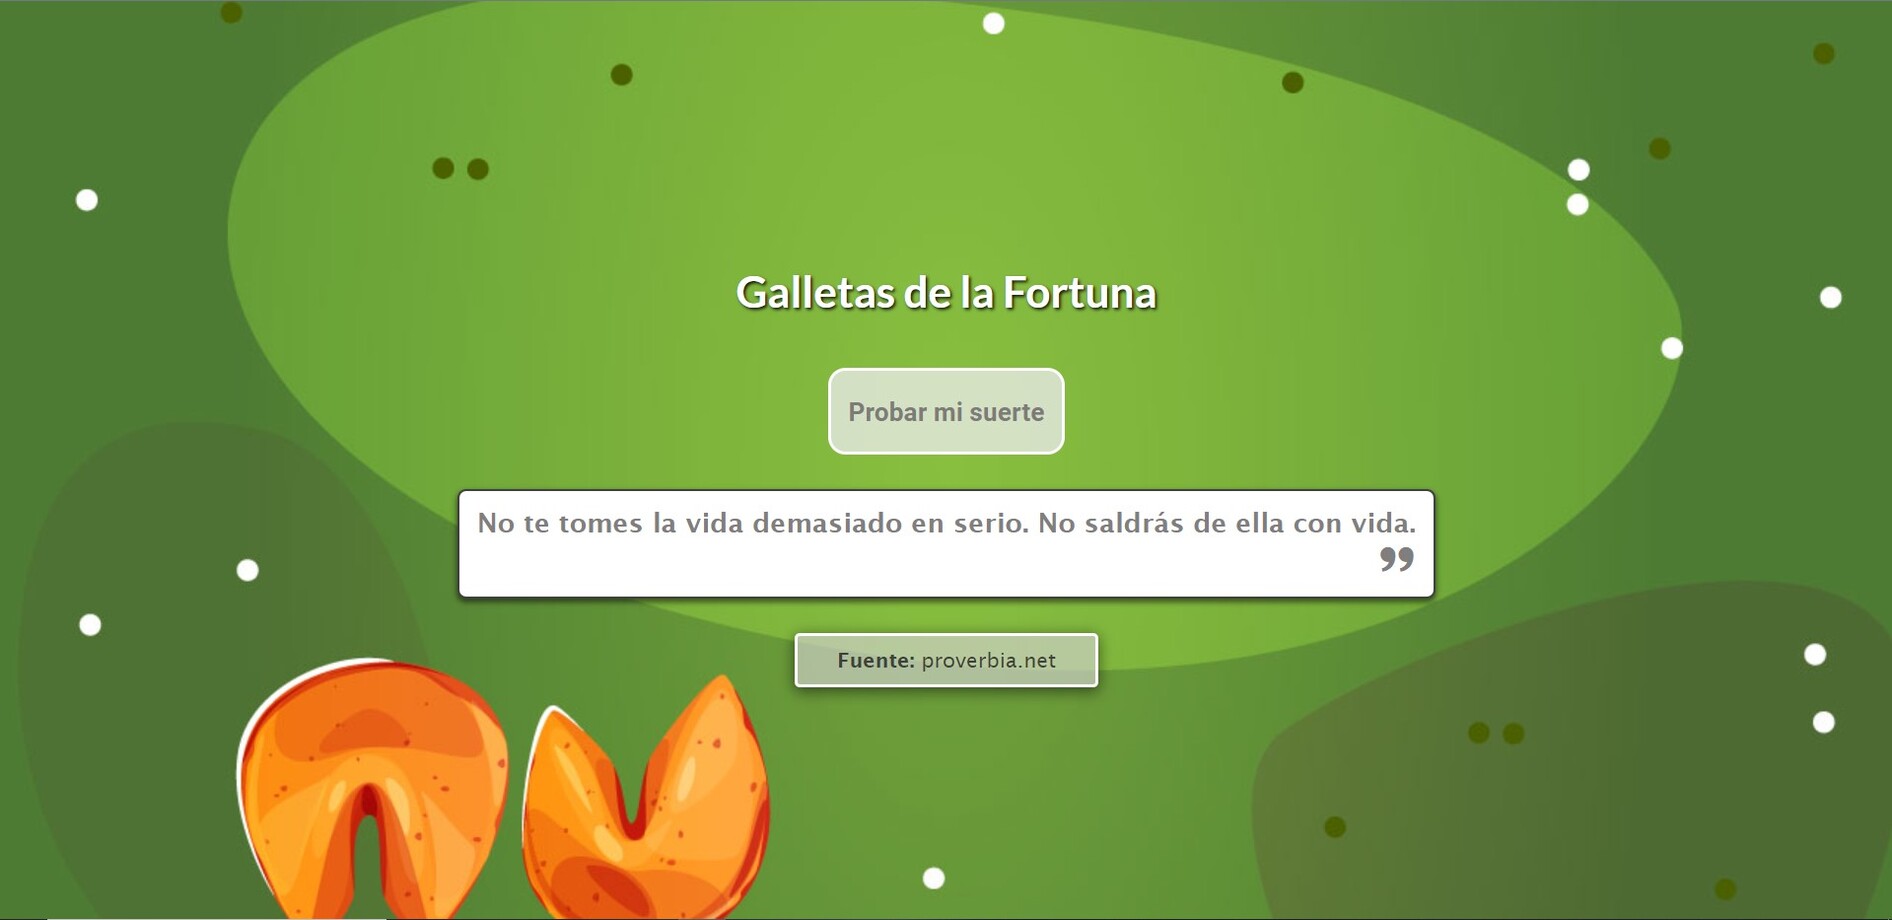 Galletas de la Fortuna
Probar mi suerte
No te tomes la vida demasiado en serio. No saldrás de ella con vida.
”
Fuente: proverbia.net